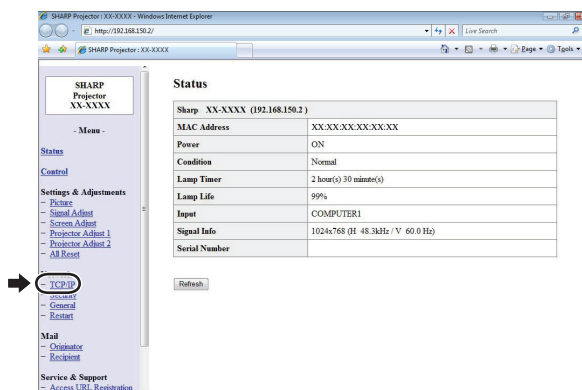 SHARP Projector : XX-XXXX - Windows Internet Explorer
http://192.168.150.2/
Live Search
SHARP Projector : XX-XXXX
Page
Tools
SHARP
Projector
XX-XXXX
- Menu -
Status
Control
Settings & Adjustments
- Picture
- Signal Adjust
- Screen Adjust
- Projector Adjust 1
- Projector Adjust 2
- All Reset
- TCP/IP
- Security
- General
- Restart
Mail
- Originator
- Recipient
Service & Support
- Access URL Registration
Status
Sharp XX-XXXX (192.168.150.2 )
MAC Address XX:XX:XX:XX:XX:XX
Power ON
Condition Normal
Lamp Timer 2 hour(s) 30 minute(s)
Lamp Life 99%
Input COMPUTER1
Signal Info 1024x768 (H 48.3kHz / V 60.0 Hz)
Serial Number
Refresh